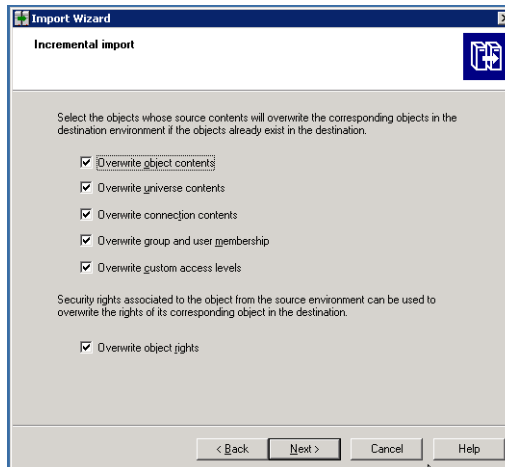 Import Wizard
Incremental import
Select the objects whose source contents will overwrite the corresponding objects in the
destination environment if the objects already exist in the destination.
Overwrite object contents
Overwrite universe contents
Overwrite connection contents
Overwrite group and user membership
Overwrite custom access levels
Security rights associated to the object from the source environment can be used to
overwrite the rights of its corresponding object in the destination.
Overwrite object rights
< Back Next > Cancel Help